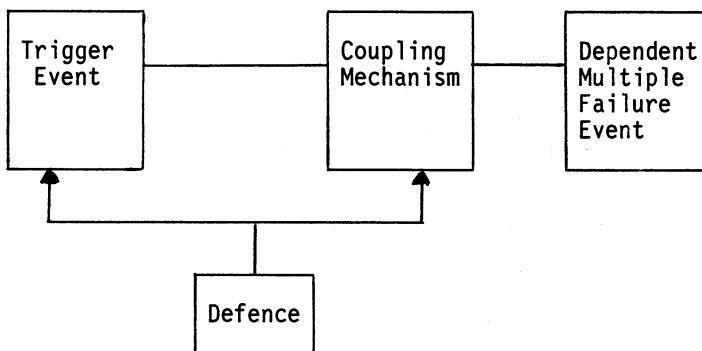 Trigger
Event
Coupling
Mechanism
Dependent
Multiple
Failure
Event
Defence